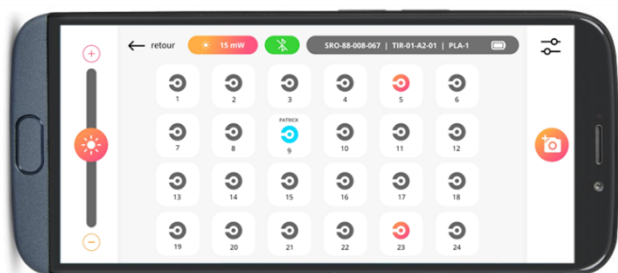 retour
15 mW
SRO-88-008-067 | TIR-01-A2-01 | PLA-1
1 2 3 4 5 6
PATRICK
7 8 9 10 11 12
13 14 15 16 17 18
19 20 21 22 23 24